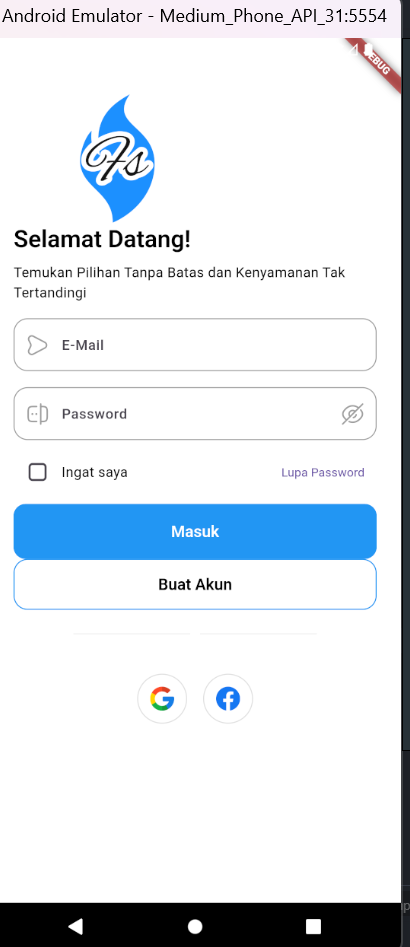 Android Emulator - Medium_Phone_API_31:5554
DEBUG
Fs
Selamat Datang!
Temukan Pilihan Tanpa Batas dan Kenyamanan Tak
Tertandingi
E-Mail
Password
Ingat saya
Lupa Password
Masuk
Buat Akun